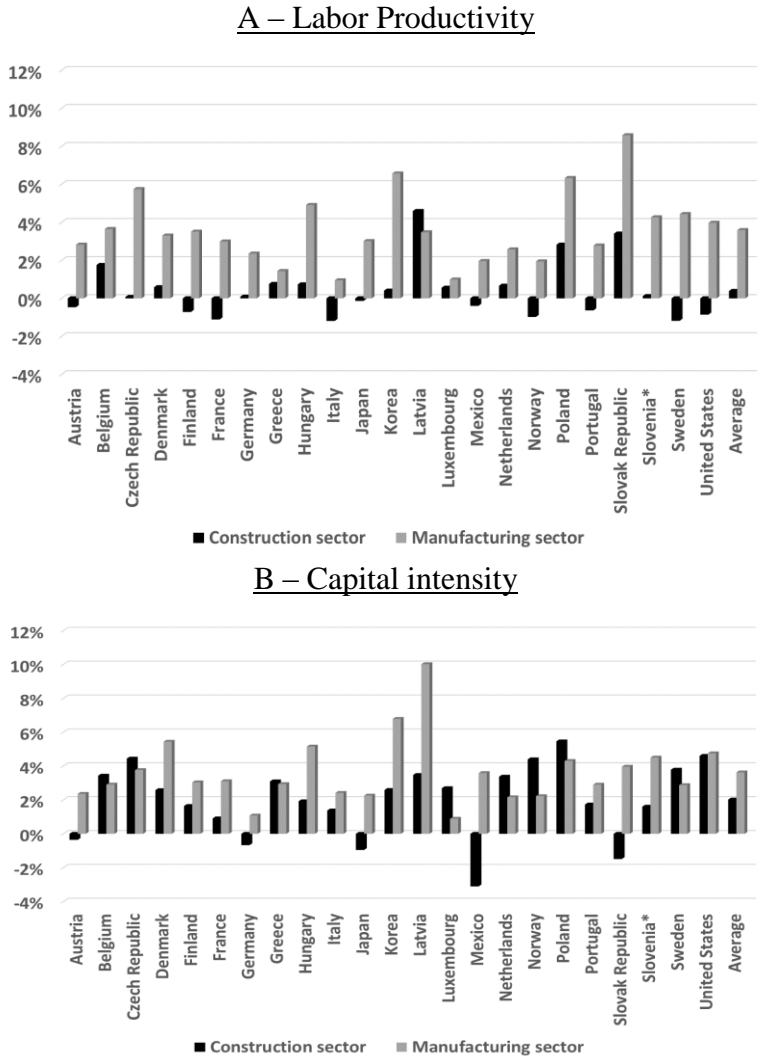 A – Labor Productivity
12%
10%
8%
6%
4%
2%
0%
-2%
-4%
Austria
Belgium
Czech Republic
Denmark
Finland
France
Germany
Greece
Hungary
Italy
Japan
Korea
Latvia
Luxembourg
Mexico
Netherlands
Norway
Poland
Portugal
Slovak Republic
Slovenia*
Sweden
United States
Average
Construction sector Manufacturing sector
B – Capital intensity
12%
10%
8%
6%
4%
2%
0%
-2%
-4%
Austria
Belgium
Czech Republic
Denmark
Finland
France
Germany
Greece
Hungary
Italy
Japan
Korea
Latvia
Luxembourg
Mexico
Netherlands
Norway
Poland
Portugal
Slovak Republic
Slovenia*
Sweden
United States
Average
Construction sector Manufacturing sector